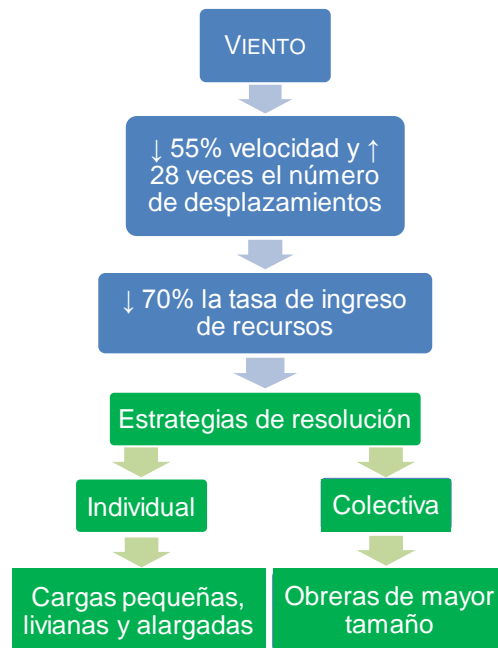 VIENTO
↓ 55% velocidad y ↑
28 veces el número
de desplazamientos
↓ 70% la tasa de ingreso
de recursos
Estrategias de resolución
Individual
Colectiva
Cargas pequeñas,
livianas y alargadas
Obreras de mayor
tamaño